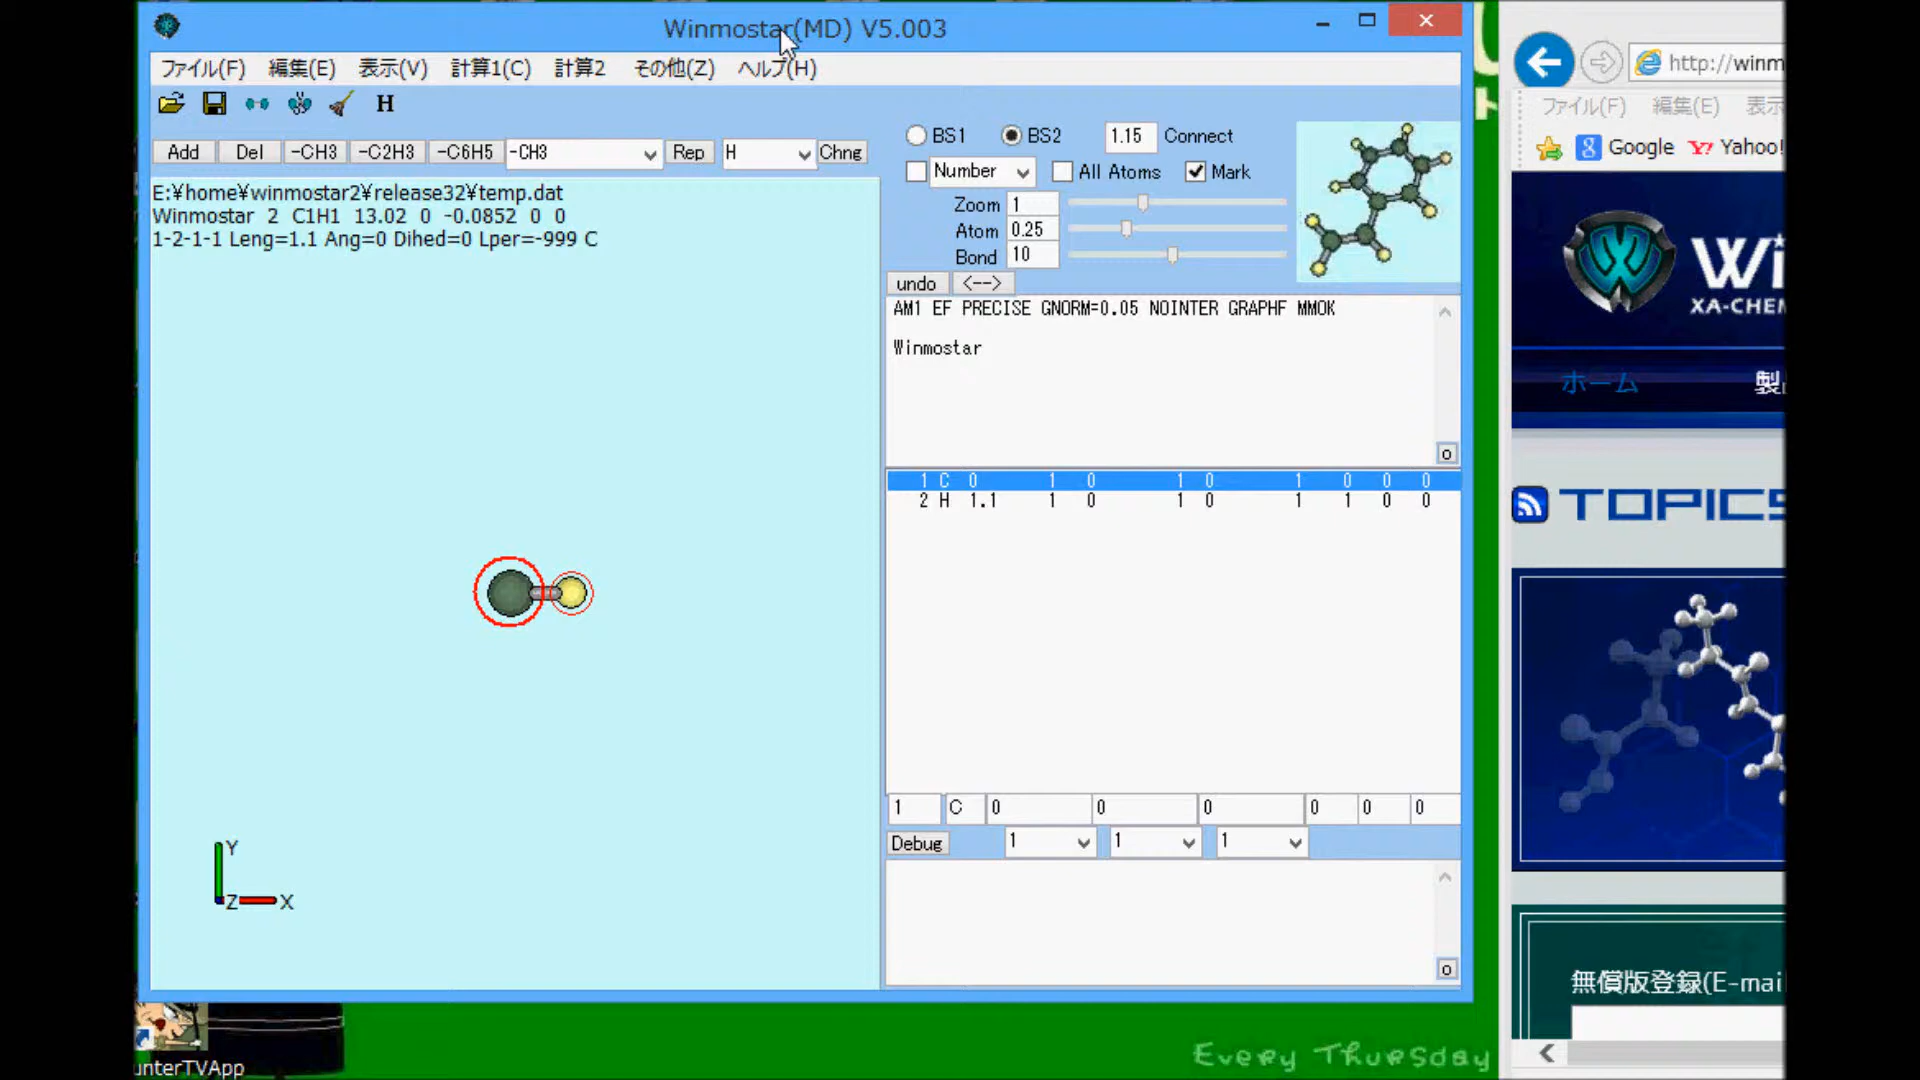 Winmostar(MD) V5.003
ファイル(F) 編集(E) 表示(V) 計算1(C) 計算2 その他(Z) ヘルプ(H)
H
Add Del -CH3 -C2H3 -C6H5 -CH3 Rep H Chng
E:¥home¥winmostar2¥release32¥temp.dat
Winmostar 2 C1H1 13.02 0 -0.0852 0 0
1-2-1-1 Leng=1.1 Ang=0 Dihed=0 Lper=-999 C
Y
Z X
BS1 BS2 1.15 Connect
Number All Atoms Mark
Zoom 1
Atom 0.25
Bond 10
undo <-->
AM1 EF PRECISE GNORM=0.05 NOINTER GRAPHF MMOK
Winmostar
o
1 C 0 1 0 1 0 1 0 0 0
2 H 1.1 1 0 1 0 1 1 0 0
1 C 0 0 0 0 0 0
Debug 1 1 1
o
http://winm
ファイル(F) 編集(E) 表示
Google Yahoo!
Wi
XA-CHEM
ホーム 製品
TOPICS
無償版登録(E-mai
unterTVApp
Every Thursday